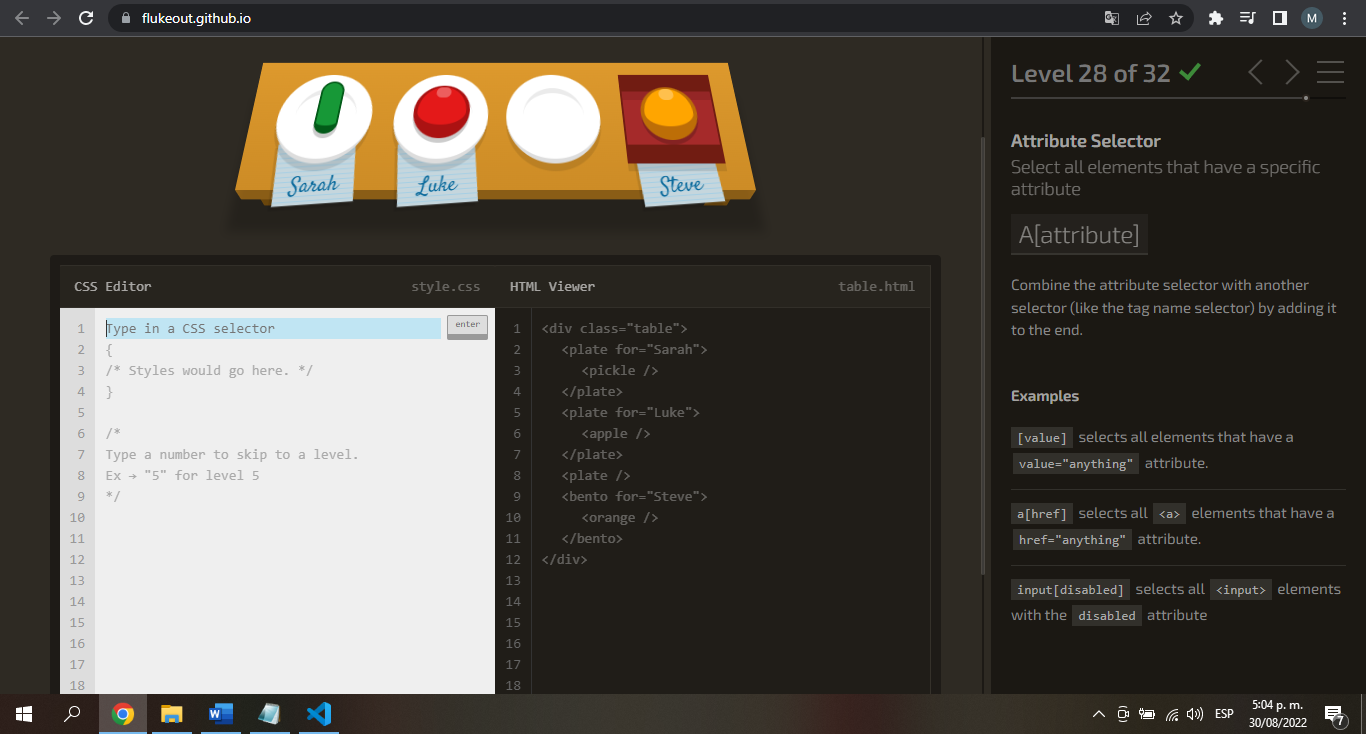 flukeout.github.io
M
Sarah
Luke
Steve
CSS Editor
style.css
1 Type in a CSS selector
enter
2 {
3 /* Styles would go here. */
4 }
5
6 /*
7 Type a number to skip to a level.
8 Ex → "5" for level 5
9 */
10
11
12
13
14
15
16
17
18
HTML Viewer
table.html
1 <div class="table">
2 <plate for="Sarah">
3 <pickle />
4 </plate>
5 <plate for="Luke">
6 <apple />
7 </plate>
8 <plate />
9 <bento for="Steve">
10 <orange />
11 </bento>
12 </div>
13
14
15
16
17
18
Level 28 of 32
Attribute Selector
Select all elements that have a specific
attribute
A[attribute]
Combine the attribute selector with another
selector (like the tag name selector) by adding it
to the end.
Examples
[value] selects all elements that have a
value="anything" attribute.
a[href] selects all <a> elements that have a
href="anything" attribute.
input[disabled] selects all <input> elements
with the disabled attribute
ESP
5:04 p. m.
30/08/2022
7